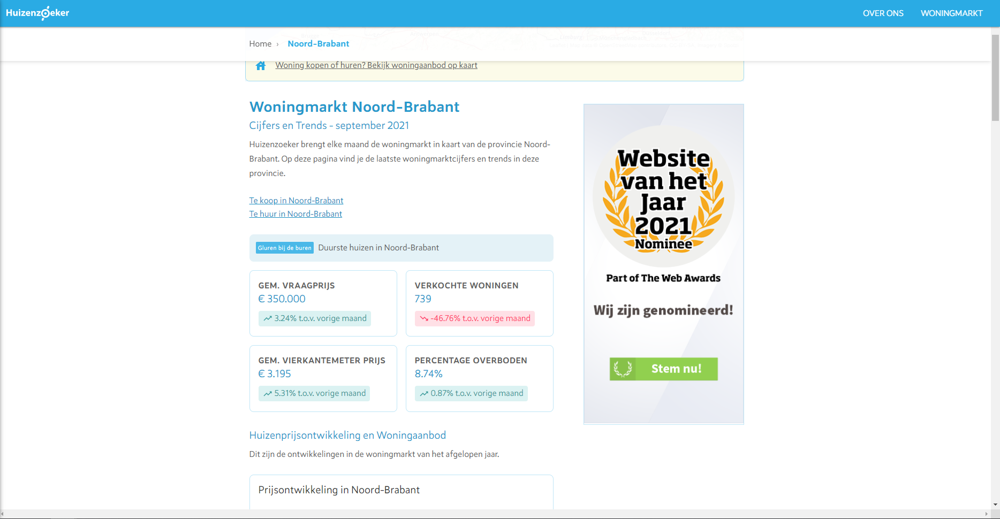 Huizenzoeker
OVER ONS
WONINGMARKT
Home ›
Noord-Brabant
Woning kopen of huren? Bekijk woningaanbod op kaart
Woningmarkt Noord-Brabant
Cijfers en Trends - september 2021
Huizenzoeker brengt elke maand de woningmarkt in kaart van de provincie Noord-
Brabant. Op deze pagina vind je de laatste woningmarktcijfers en trends in deze
provincie.
Te koop in Noord-Brabant
Te huur in Noord-Brabant
Gluren bij de buren Duurste huizen in Noord-Brabant
GEM. VRAAGPRIJS
€ 350.000
3.24% t.o.v. vorige maand
VERKOCHTE WONINGEN
739
-46.76% t.o.v. vorige maand
GEM. VIERKANTEMETER PRIJS
€ 3.195
5.31% t.o.v. vorige maand
PERCENTAGE OVERBODEN
8.74%
0.87% t.o.v. vorige maand
Huizenprijsontwikkeling en Woningaanbod
Dit zijn de ontwikkelingen in de woningmarkt van het afgelopen jaar.
Prijsontwikkeling in Noord-Brabant
Website
van het
Jaar
2021
Nominee
Part of The Web Awards
Wij zijn genomineerd!
Stem nu!